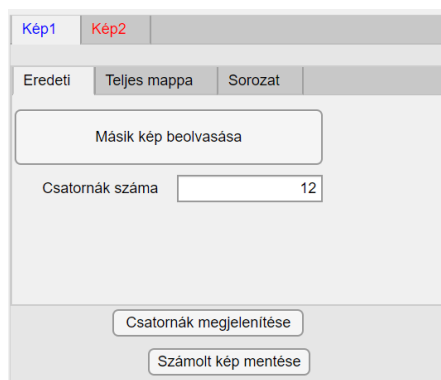 Kép1 Kép2
Eredeti Teljes mappa Sorozat
Másik kép beolvasása
Csatornák száma 12
Csatornák megjelenítése
Számolt kép mentése